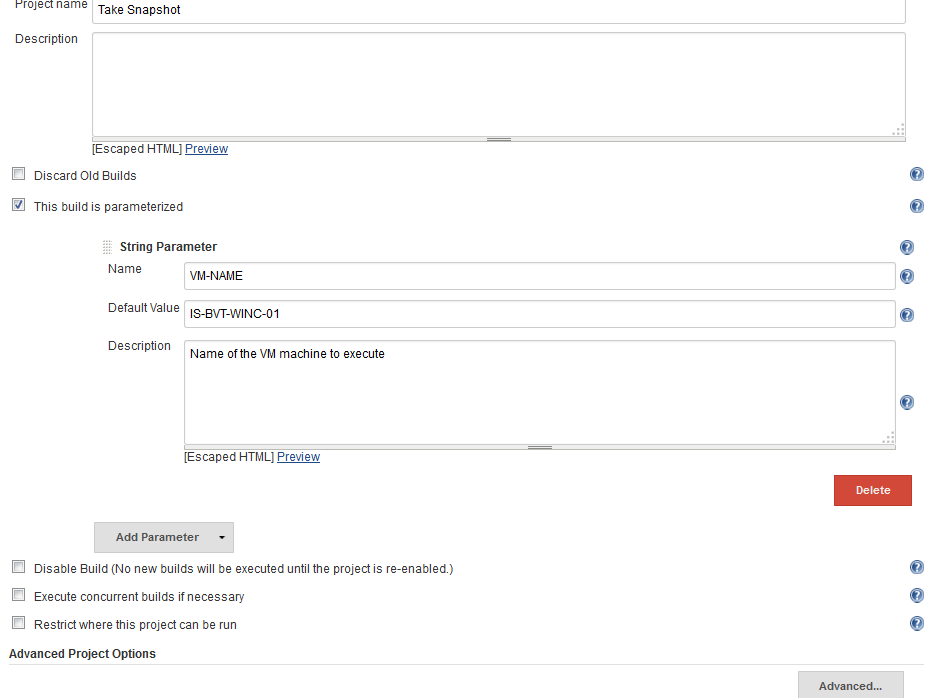 Project name Take Snapshot
Description
[Escaped HTML] Preview
Discard Old Builds
This build is parameterized
String Parameter
Name VM-NAME
Default Value IS-BVT-WINC-01
Description Name of the VM machine to execute
[Escaped HTML] Preview
Delete
Add Parameter
Disable Build (No new builds will be executed until the project is re-enabled.)
Execute concurrent builds if necessary
Restrict where this project can be run
Advanced Project Options
Advanced...